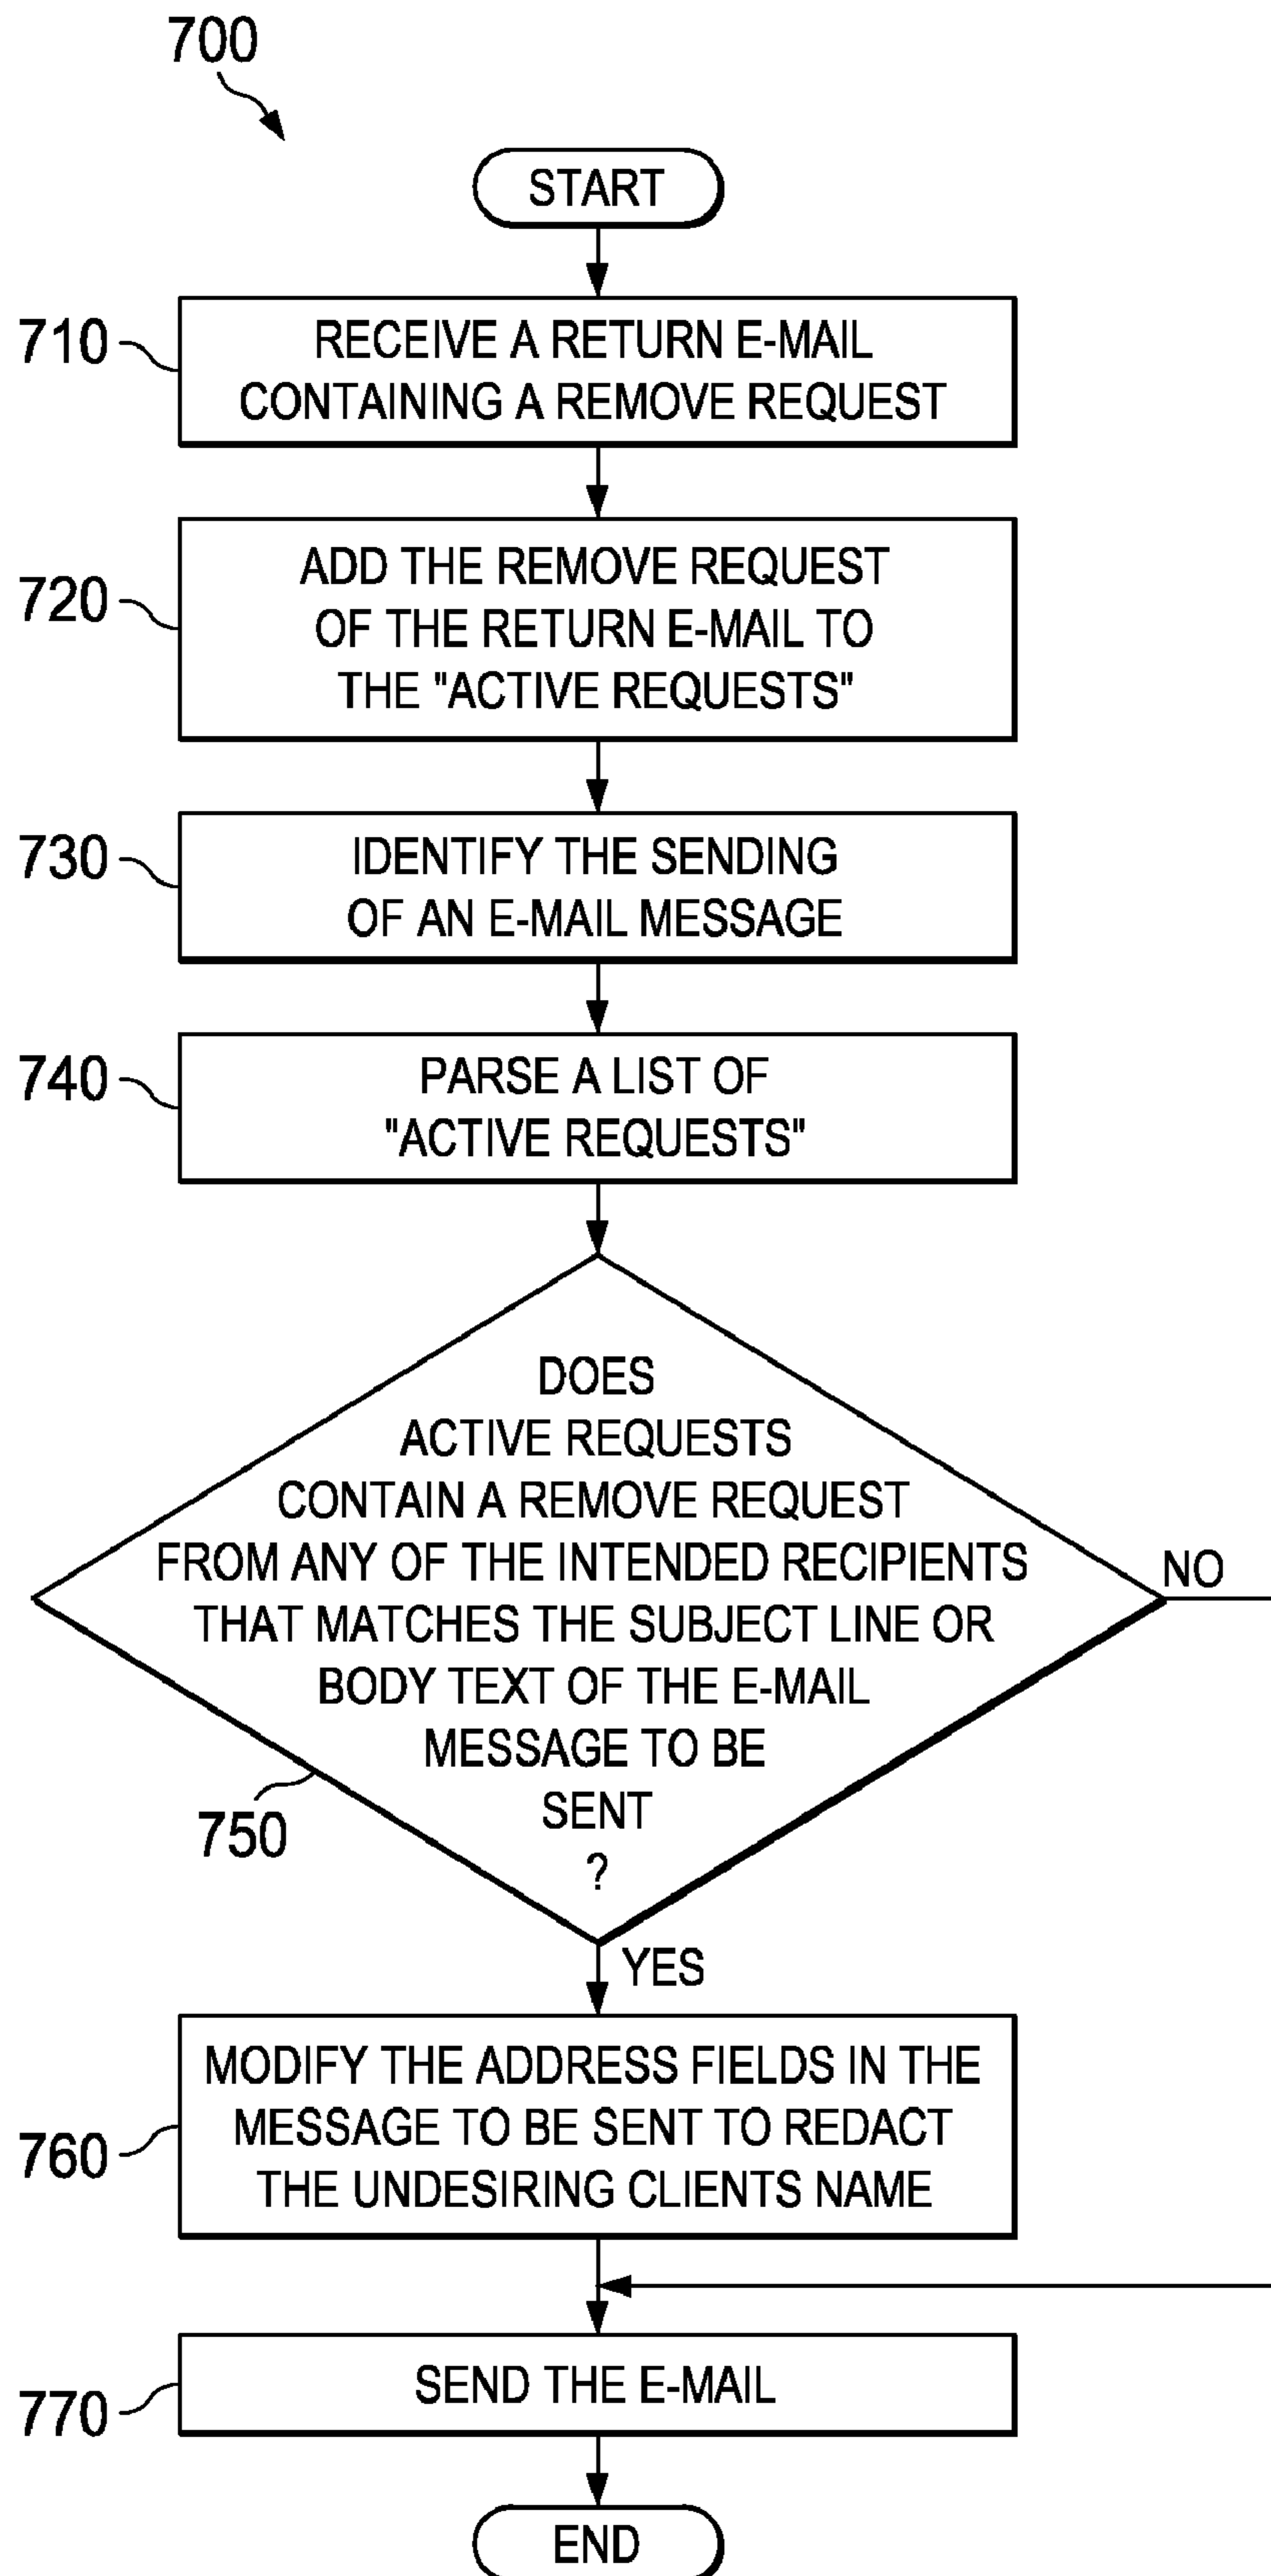 700
START
710
RECEIVE A RETURN E-MAIL
CONTAINING A REMOVE REQUEST
720
ADD THE REMOVE REQUEST
OF THE RETURN E-MAIL TO
THE "ACTIVE REQUESTS"
730
IDENTIFY THE SENDING
OF AN E-MAIL MESSAGE
740
PARSE A LIST OF
"ACTIVE REQUESTS"
DOES
ACTIVE REQUESTS
CONTAIN A REMOVE REQUEST
FROM ANY OF THE INTENDED RECIPIENTS
THAT MATCHES THE SUBJECT LINE OR
BODY TEXT OF THE E-MAIL
MESSAGE TO BE
SENT
?
NO
750
YES
760
MODIFY THE ADDRESS FIELDS IN THE
MESSAGE TO BE SENT TO REDACT
THE UNDESIRING CLIENTS NAME
770
SEND THE E-MAIL
END